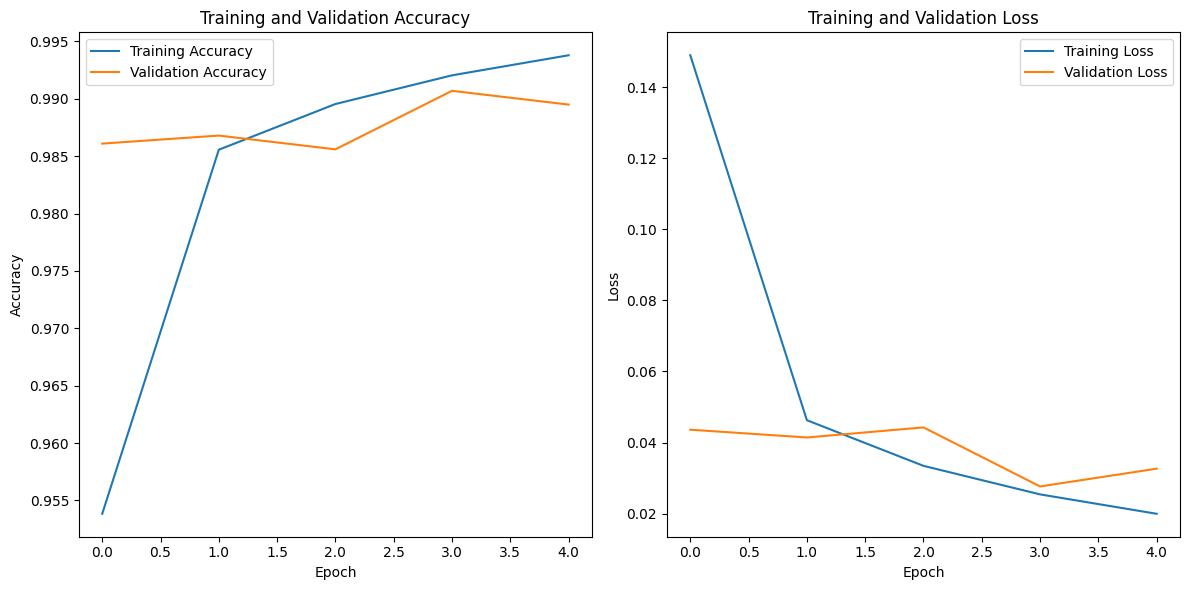 Training and Validation Accuracy
Training Accuracy
Validation Accuracy
0.995
0.990
0.985
0.980
0.975
0.970
0.965
0.960
0.955
Accuracy
0.0 0.5 1.0 1.5 2.0 2.5 3.0 3.5 4.0
Epoch
Training and Validation Loss
Training Loss
Validation Loss
0.14
0.12
0.10
0.08
0.06
0.04
0.02
Loss
0.0 0.5 1.0 1.5 2.0 2.5 3.0 3.5 4.0
Epoch